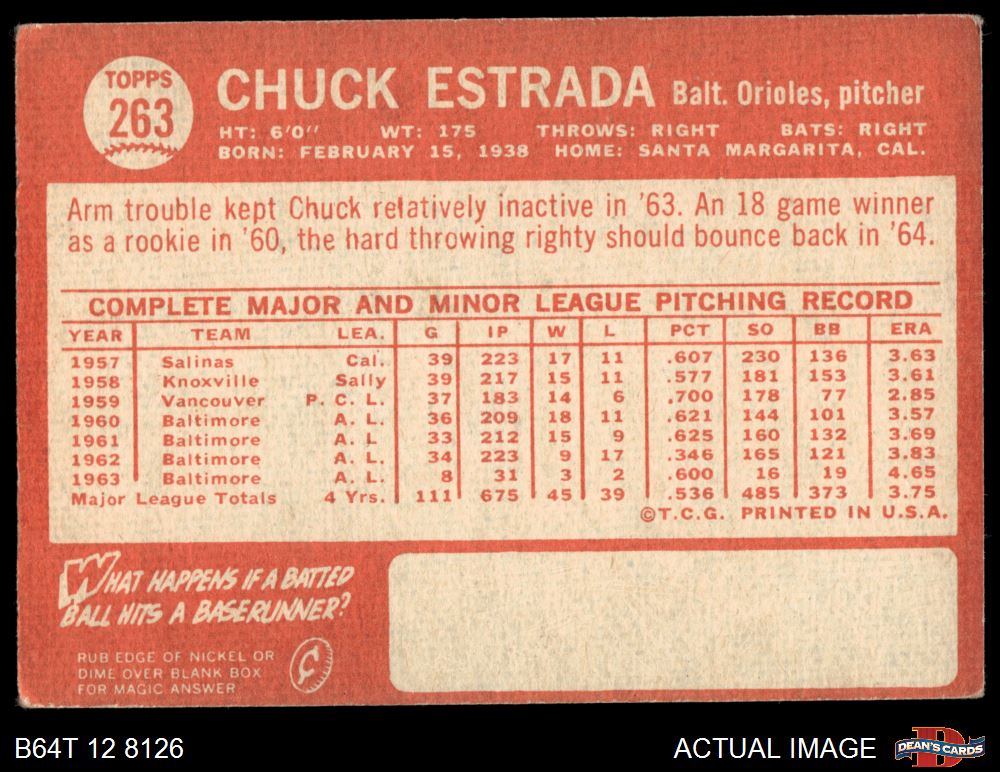 TOPPS
263
CHUCK ESTRADA Balt. Orioles, pitcher
HT: 6'0" WT: 175 THROWS: RIGHT BATS: RIGHT
BORN: FEBRUARY 15, 1938 HOME: SANTA MARGARITA, CAL.
Arm trouble kept Chuck relatively inactive in '63. An 18 game winner
as a rookie in '60, the hard throwing righty should bounce back in '64.
COMPLETE MAJOR AND MINOR LEAGUE PITCHING RECORD
YEAR TEAM LEA. G IP W L PCT SO BB ERA
1957 Salinas Cal. 39 223 17 11 .607 230 136 3.63
1958 Knoxville Sally 39 217 15 11 .577 181 153 3.61
1959 Vancouver P. C. L. 37 183 14 6 .700 178 77 2.85
1960 Baltimore A. L. 36 209 18 11 .621 144 101 3.57
1961 Baltimore A. L. 33 212 15 9 .625 160 132 3.69
1962 Baltimore A. L. 34 223 9 17 .346 165 121 3.83
1963 Baltimore A. L. 8 31 3 2 .600 16 19 4.65
Major League Totals 4 Yrs. 111 675 45 39 .536 485 373 3.75
©T.C.G. PRINTED IN U.S.A.
WHAT HAPPENS IF A BATTED
BALL HITS A BASERUNNER?
RUB EDGE OF NICKEL OR
DIME OVER BLANK BOX
FOR MAGIC ANSWER
B64T 12 8126
ACTUAL IMAGE
DEAN'S CARDS